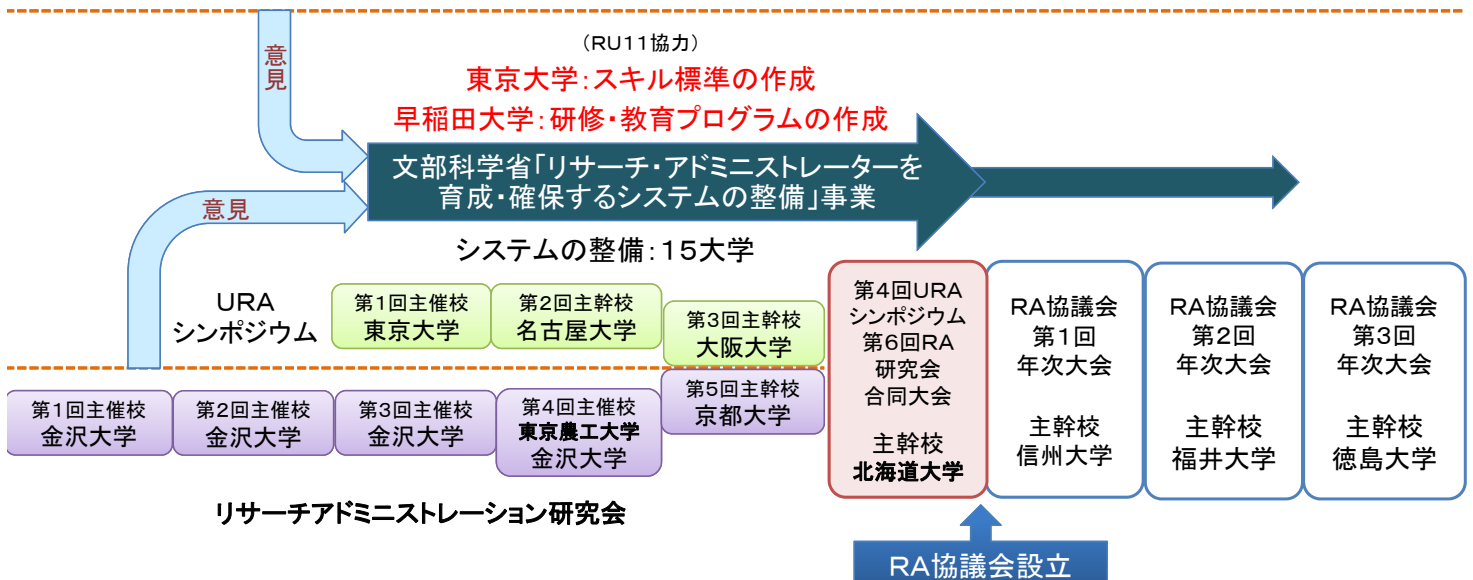 (RU11協力)
東京大学:スキル標準の作成
早稲田大学:研修・教育プログラムの作成
意見
文部科学省「リサーチ・アドミニストレーターを
育成・確保するシステムの整備」事業
意見
システムの整備:15大学
URA
シンポジウム
第1回主催校
東京大学
第2回主幹校
名古屋大学
第3回主幹校
大阪大学
第1回主催校
金沢大学
第2回主催校
金沢大学
第3回主催校
金沢大学
第4回主催校
東京農工大学
金沢大学
第5回主幹校
京都大学
リサーチアドミニストレーション研究会
第4回URA
シンポジウム
第6回RA
研究会
合同大会
主幹校
北海道大学
RA協議会
第1回
年次大会
主幹校
信州大学
RA協議会
第2回
年次大会
主幹校
福井大学
RA協議会
第3回
年次大会
主幹校
徳島大学
RA協議会設立